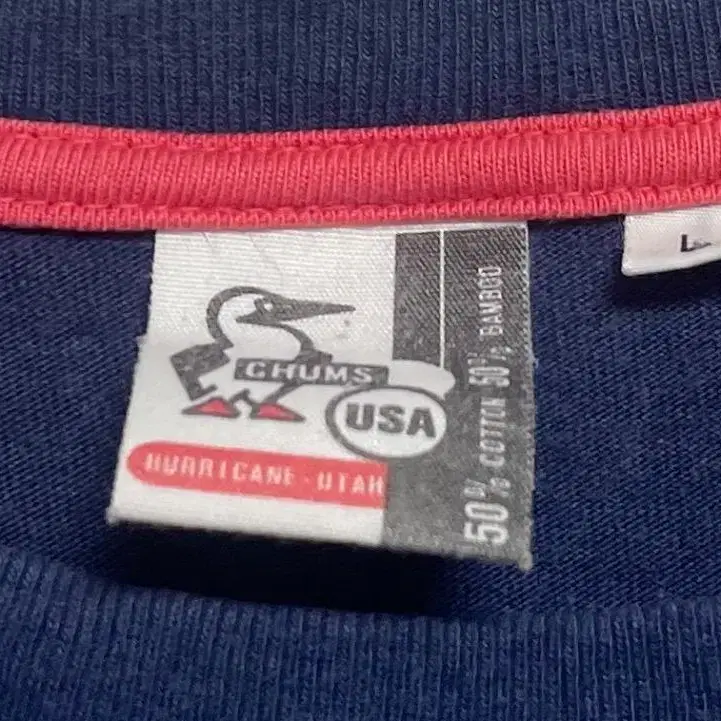 CHUMS
USA
HURRICANE - UTAH
50% COTTON 50% BAMBOO
L